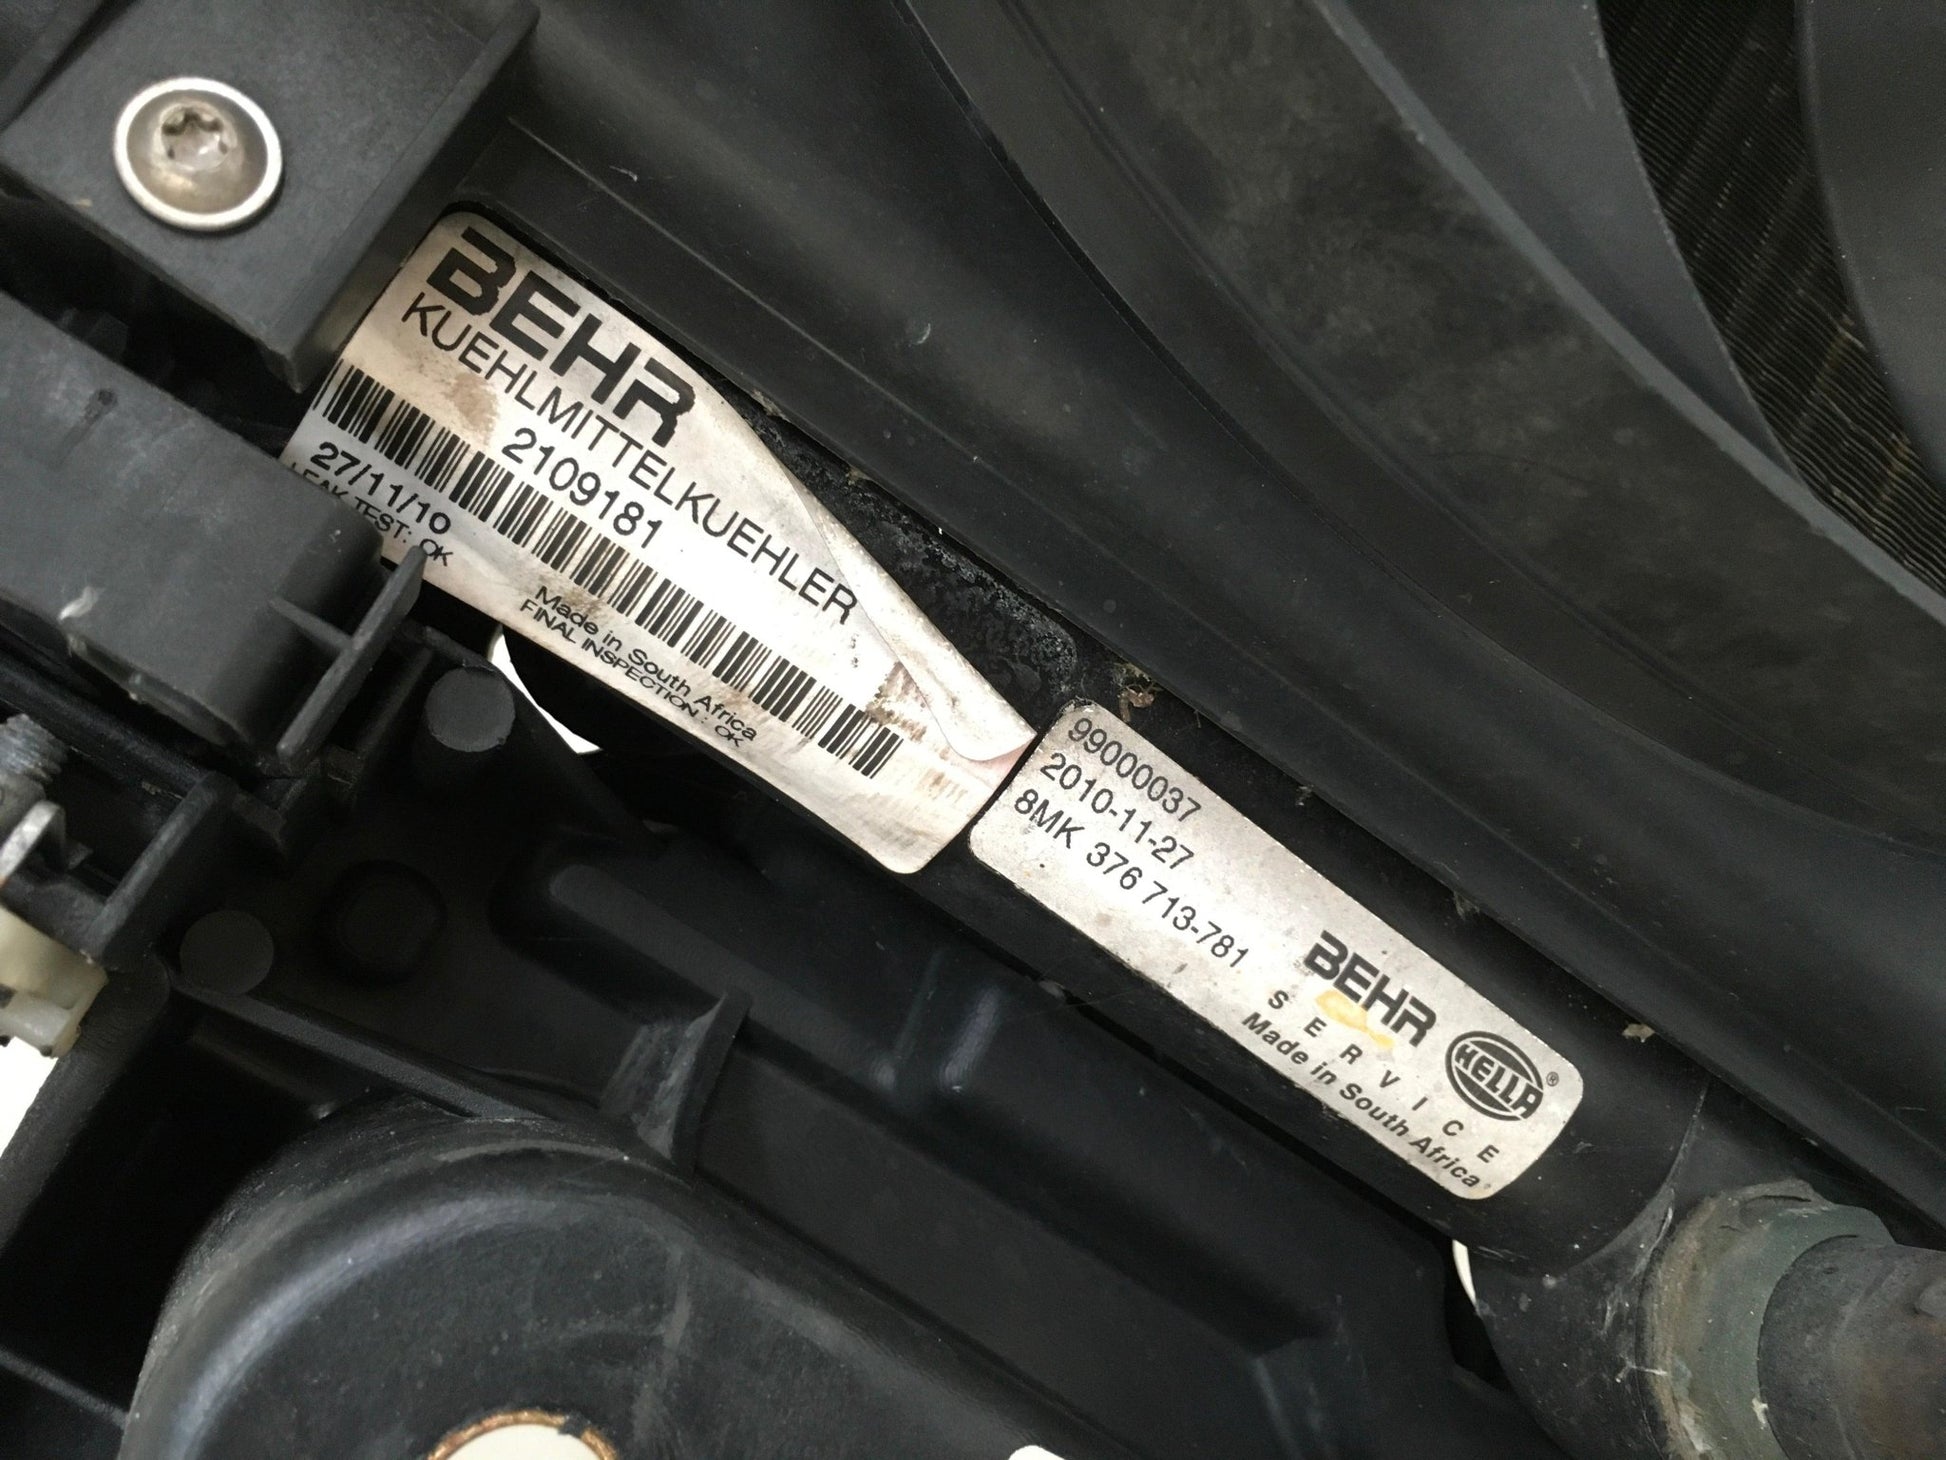 BEHR
KUEHLMITTELKUEHLER
2109181
27/11/10
LEAK TEST: OK
Made in South Africa
FINAL INSPECTION : OK
99000037
2010-11-27
8MK 376 713-781
BEHR
HELLA®
SERVICE
Made in South Africa